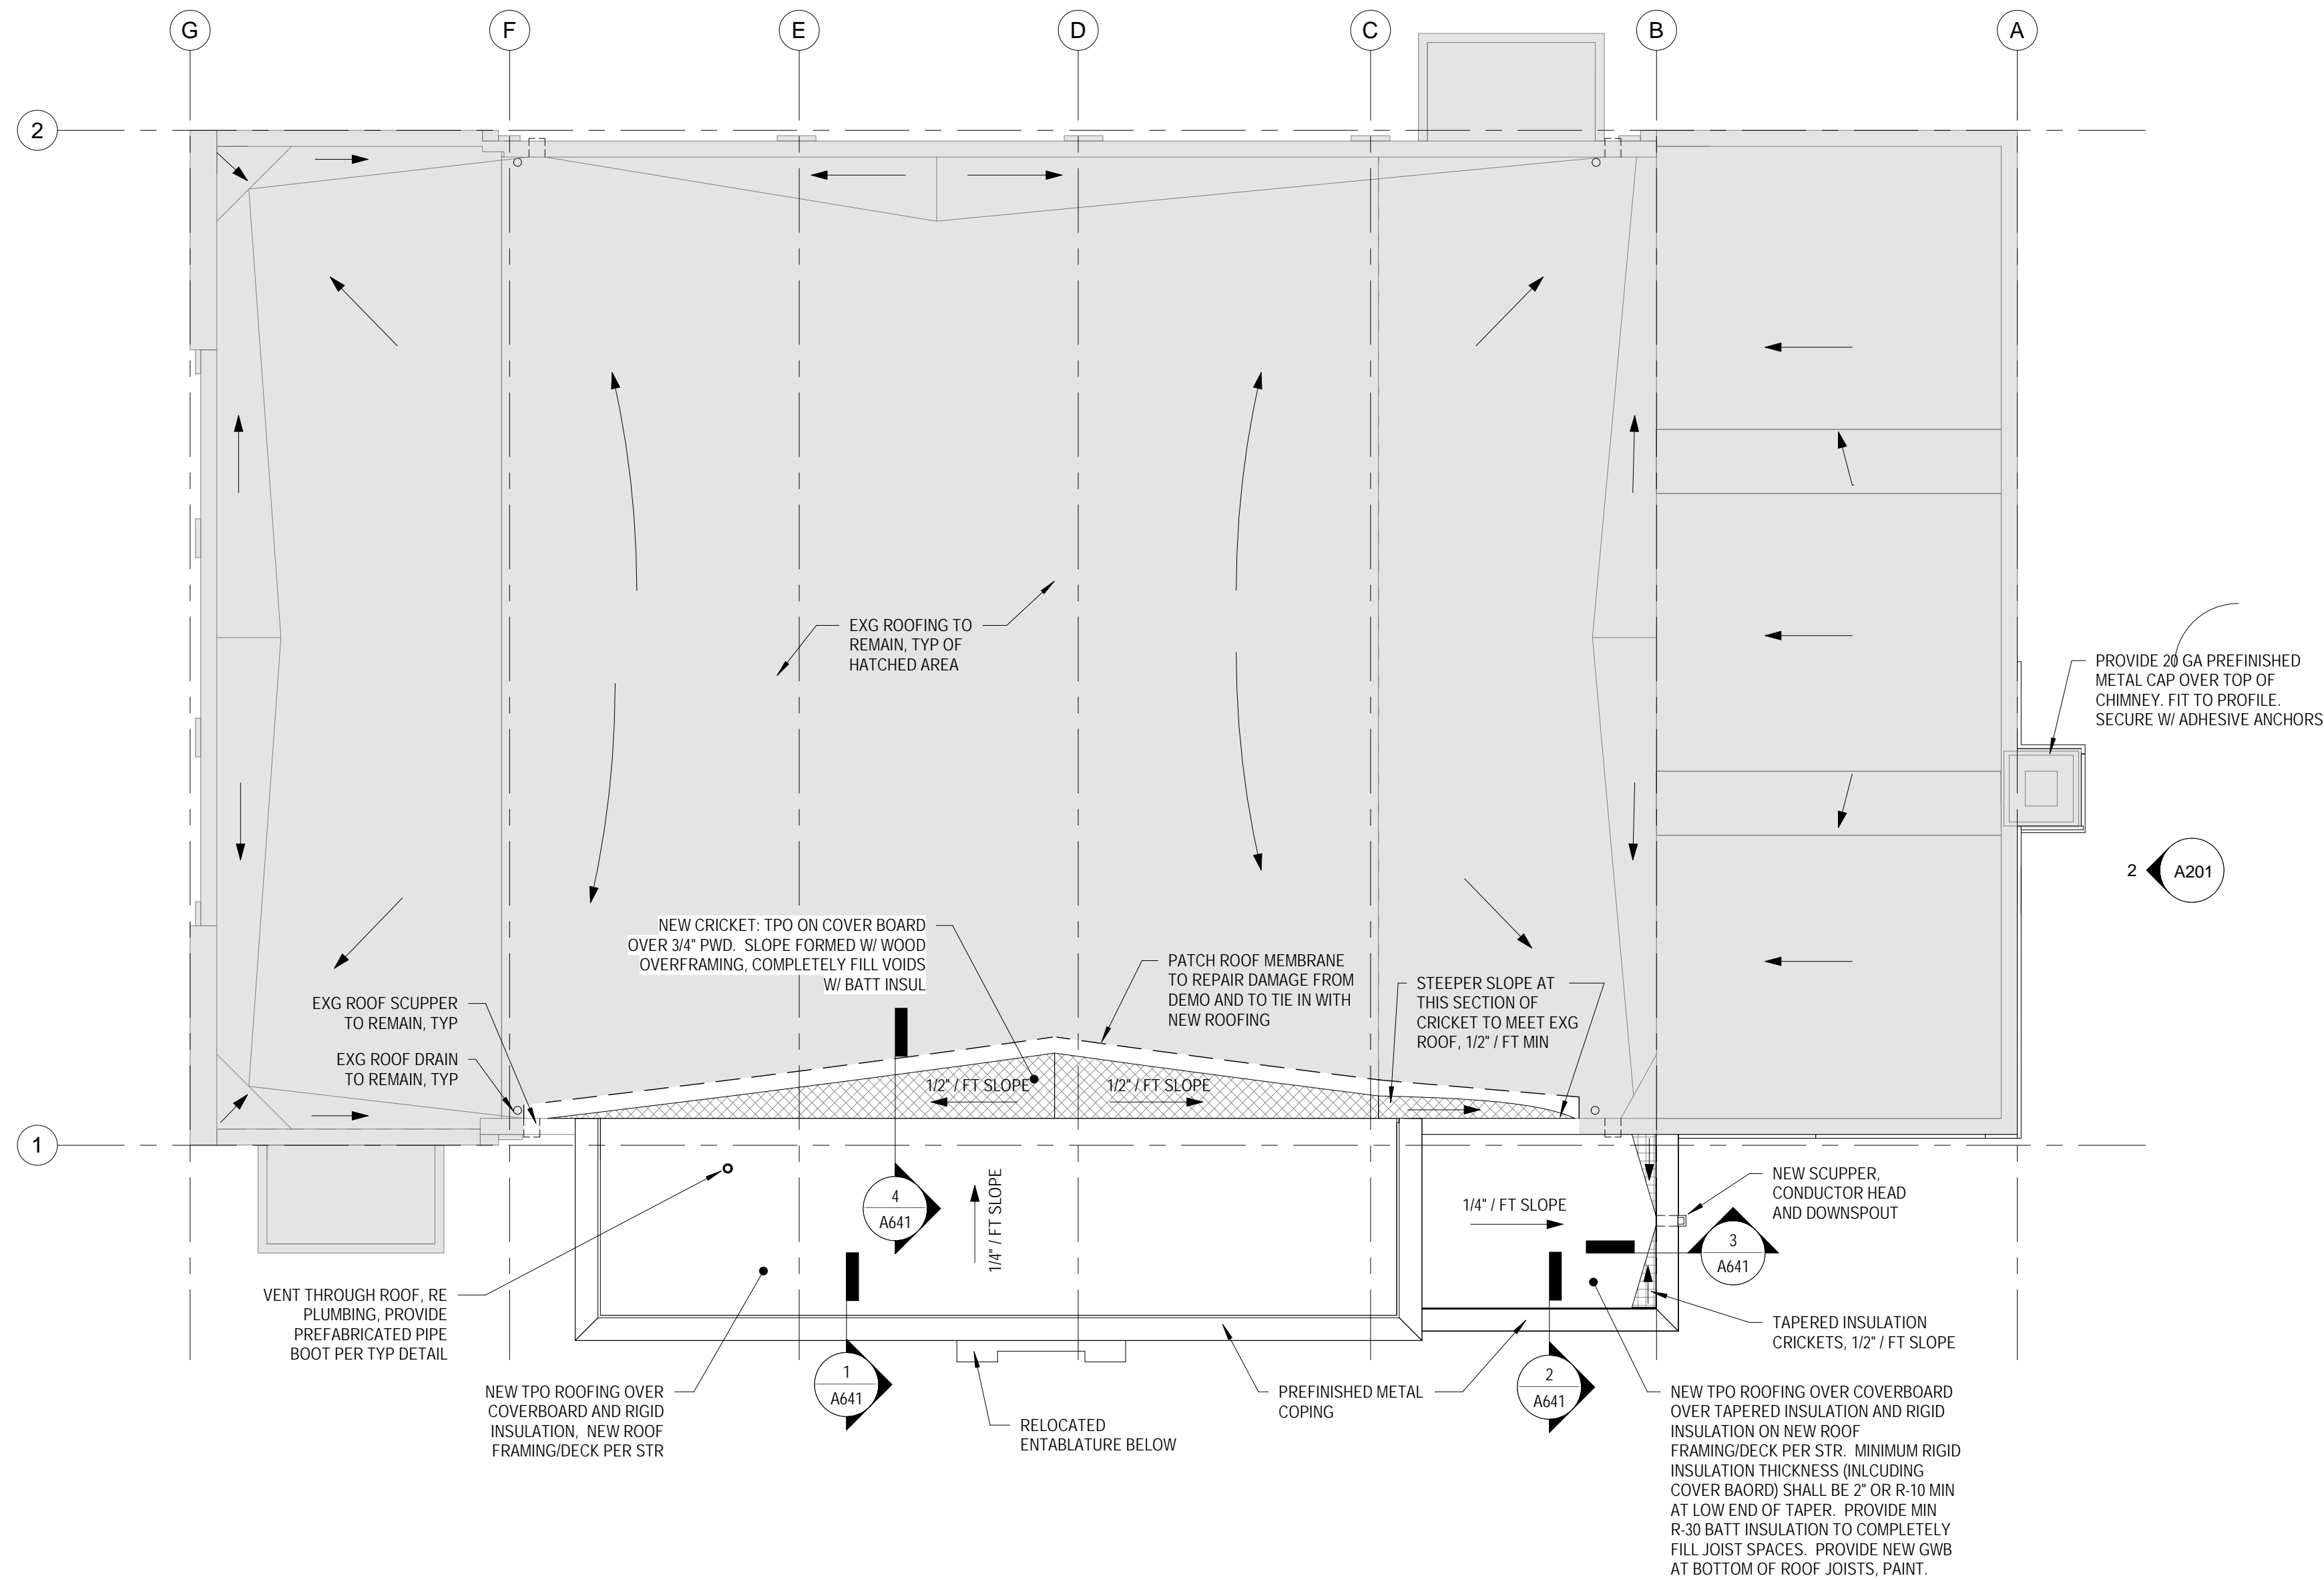 G
F
E
D
C
B
A
2
EXG ROOFING TO
REMAIN, TYP OF
HATCHED AREA
PROVIDE 20 GA PREFINISHED
METAL CAP OVER TOP OF
CHIMNEY. FIT TO PROFILE.
SECURE W/ ADHESIVE ANCHORS
2
A201
NEW CRICKET: TPO ON COVER BOARD
OVER 3/4" PWD. SLOPE FORMED W/ WOOD
OVERFRAMING, COMPLETELY FILL VOIDS
W/ BATT INSUL
PATCH ROOF MEMBRANE
TO REPAIR DAMAGE FROM
DEMO AND TO TIE IN WITH
NEW ROOFING
STEEPER SLOPE AT
THIS SECTION OF
CRICKET TO MEET EXG
ROOF, 1/2" / FT MIN
EXG ROOF SCUPPER
TO REMAIN, TYP
EXG ROOF DRAIN
TO REMAIN, TYP
1/2" / FT SLOPE
1/2" / FT SLOPE
1
4
A641
1/4" / FT SLOPE
1/4" / FT SLOPE
NEW SCUPPER,
CONDUCTOR HEAD
AND DOWNSPOUT
3
A641
VENT THROUGH ROOF, RE
PLUMBING, PROVIDE
PREFABRICATED PIPE
BOOT PER TYP DETAIL
TAPERED INSULATION
CRICKETS, 1/2" / FT SLOPE
1
A641
2
A641
NEW TPO ROOFING OVER
COVERBOARD AND RIGID
INSULATION, NEW ROOF
FRAMING/DECK PER STR
RELOCATED
ENTABLATURE BELOW
PREFINISHED METAL
COPING
NEW TPO ROOFING OVER COVERBOARD
OVER TAPERED INSULATION AND RIGID
INSULATION ON NEW ROOF
FRAMING/DECK PER STR. MINIMUM RIGID
INSULATION THICKNESS (INLCUDING
COVER BAORD) SHALL BE 2" OR R-10 MIN
AT LOW END OF TAPER. PROVIDE MIN
R-30 BATT INSULATION TO COMPLETELY
FILL JOIST SPACES. PROVIDE NEW GWB
AT BOTTOM OF ROOF JOISTS, PAINT.